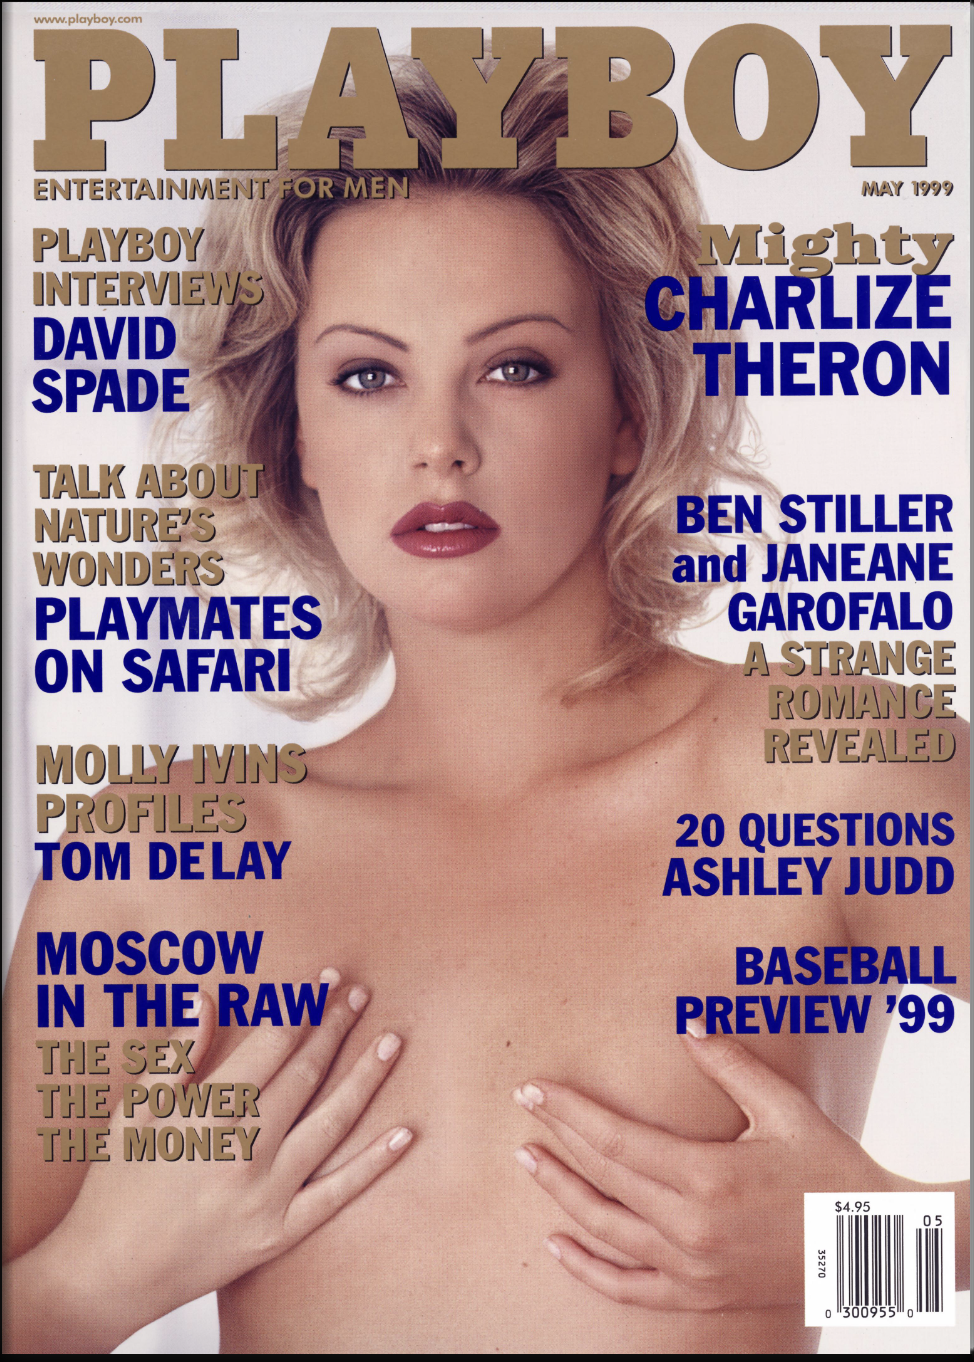 www.playboy.com
PLAYBOY
ENTERTAINMENT FOR MEN
MAY 1999
PLAYBOY
INTERVIEWS
DAVID
SPADE
TALK ABOUT
NATURE'S
WONDERS
PLAYMATES
ON SAFARI
MOLLY IVINS
PROFILES
TOM DELAY
MOSCOW
IN THE RAW
THE SEX
THE POWER
THE MONEY
Mighty
CHARLIZE
THERON
BEN STILLER
and JANEANE
GAROFALO
A STRANGE
ROMANCE
REVEALED
20 QUESTIONS
ASHLEY JUDD
BASEBALL
PREVIEW ’99
$4.95
05
35270
0 300955 0